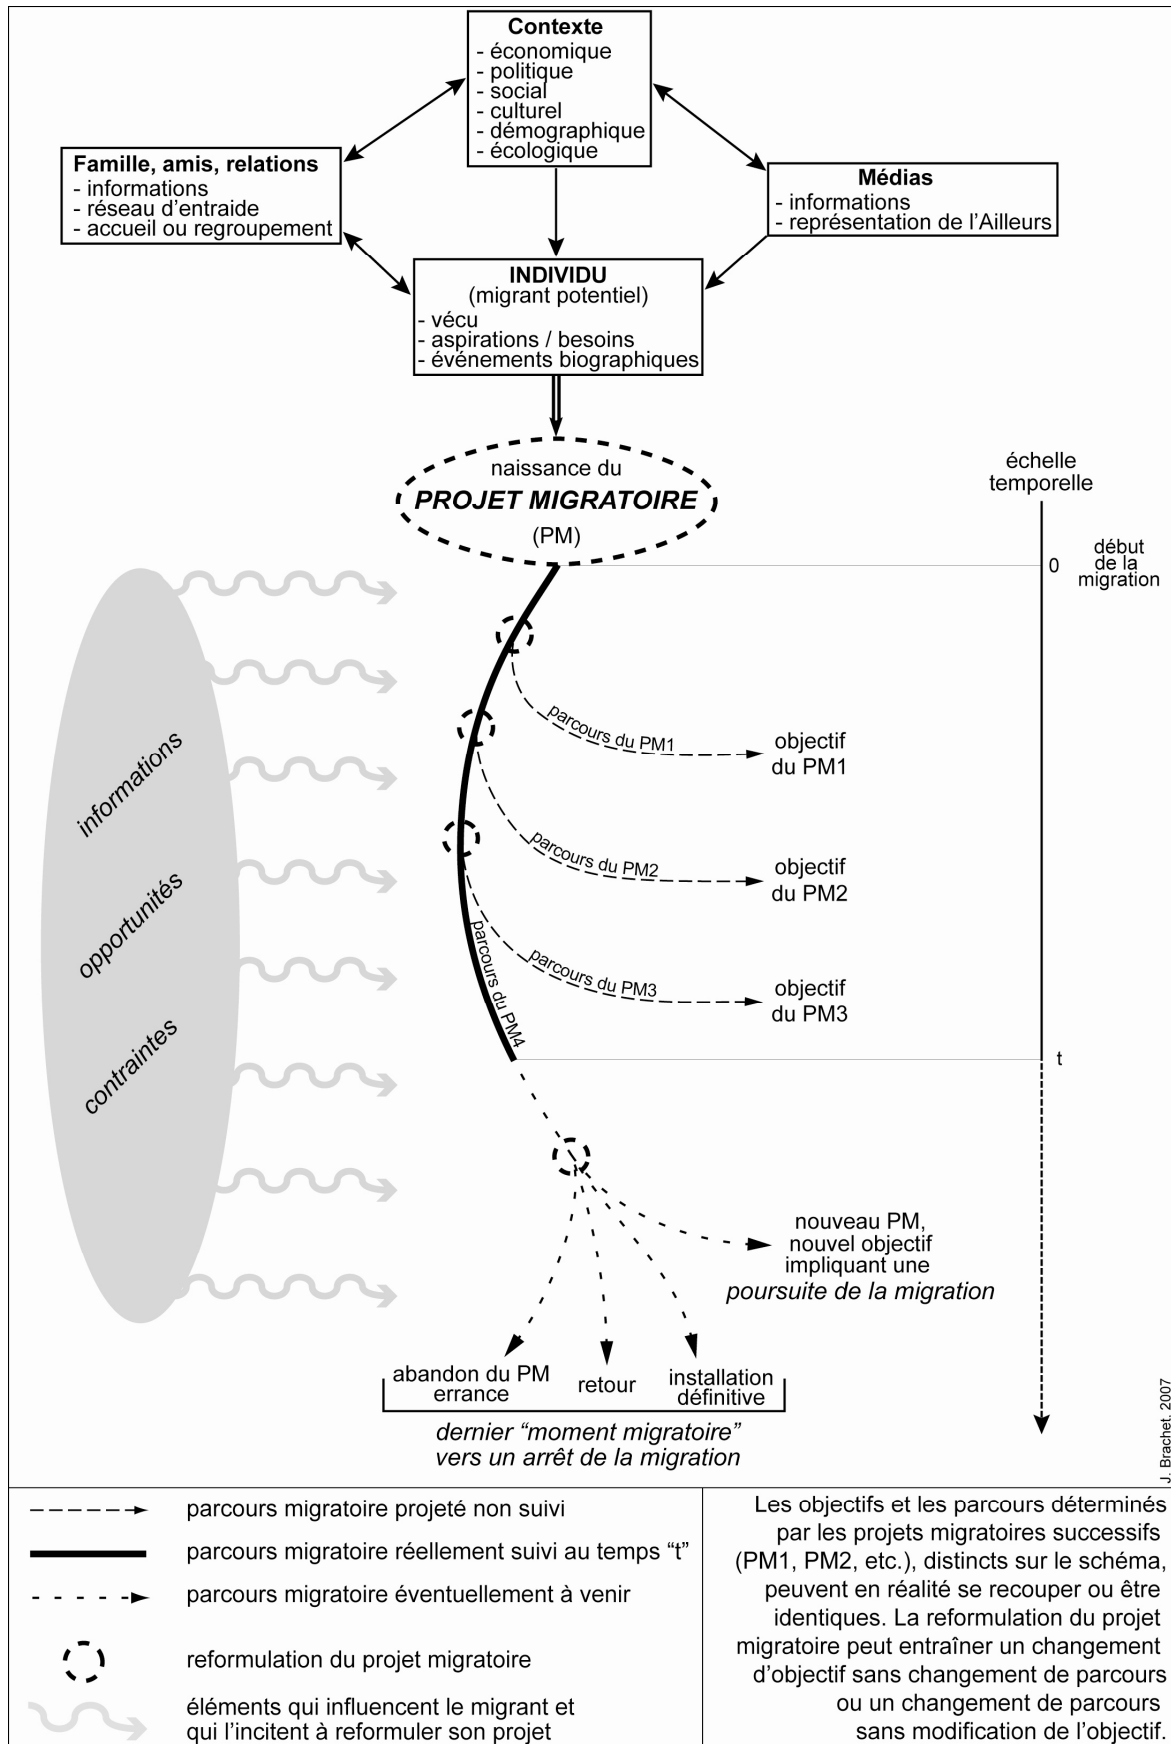 Contexte
- économique
- politique
- social
- culturel
- démographique
- écologique
Famille, amis, relations
- informations
- réseau d'entraide
- accueil ou regroupement
Médias
- informations
- représentation de l'Ailleurs
INDIVIDU
(migrant potentiel)
- vécu
- aspirations / besoins
- événements biographiques
naissance du
PROJET MIGRATOIRE
(PM)
échelle
temporelle
0
début
de la
migration
informations
opportunités
contraintes
parcours du PM1
objectif
du PM1
parcours du PM2
objectif
du PM2
parcours du PM3
objectif
du PM3
parcours du PM4
t
nouveau PM,
nouvel objectif
impliquant une
poursuite de la migration
abandon du PM
errance
retour
installation
définitive
dernier “moment migratoire”
vers un arrêt de la migration
J. Brachet, 2007
parcours migratoire projeté non suivi
parcours migratoire réellement suivi au temps “t”
parcours migratoire éventuellement à venir
reformulation du projet migratoire
éléments qui influencent le migrant et
qui l'incitent à reformuler son projet
Les objectifs et les parcours déterminés
par les projets migratoires successifs
(PM1, PM2, etc.), distincts sur le schéma,
peuvent en réalité se recouper ou être
identiques. La reformulation du projet
migratoire peut entraîner un changement
d'objectif sans changement de parcours
ou un changement de parcours
sans modification de l'objectif.